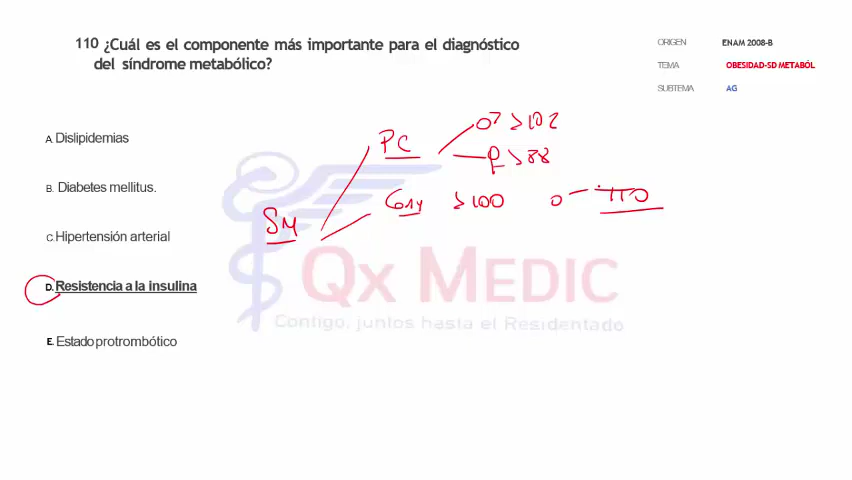 110 ¿Cuál es el componente más importante para el diagnóstico
del síndrome metabólico?
ORIGEN ENAM 2008-B
TEMA OBESIDAD-SD METABÓL
SUBTEMA AG
A. Dislipidemias
B. Diabetes mellitus.
C. Hipertensión arterial
D. Resistencia a la insulina
E. Estado protrombótico
SM
PC
♂ >102
♀ >88
>100 o TTO
Qx MEDIC
Contigo, juntos hasta el Residentado